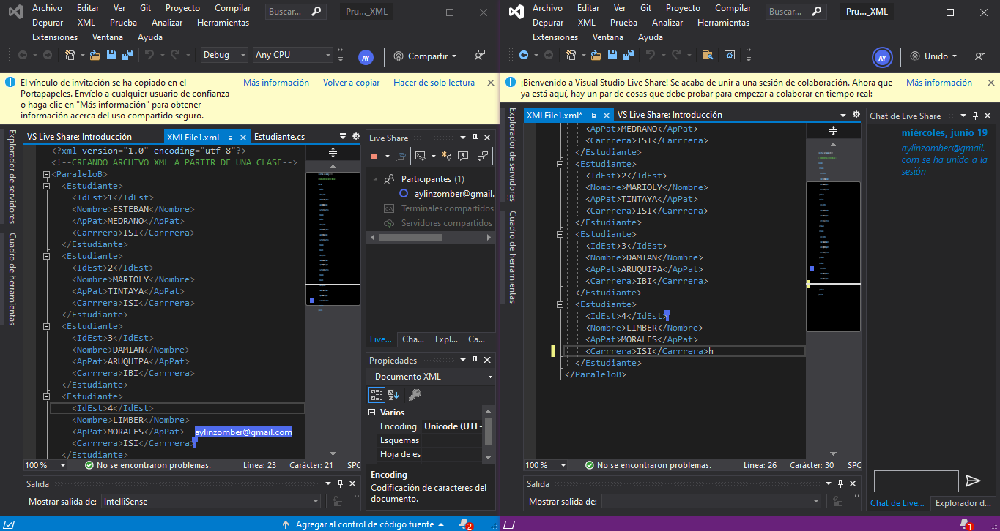 Archivo Editar Ver Git Proyecto Compilar
Buscar...
Pru..._XML
Depurar XML Prueba Analizar Herramientas
Extensiones Ventana Ayuda
Debug Any CPU
AY
Compartir
El vínculo de invitación se ha copiado en el
Portapapeles. Envíelo a cualquier usuario de confianza
o haga clic en "Más información" para obtener
información acerca del uso compartido seguro.
Más información Volver a copiar Hacer de solo lectura
Explorador de servidores
Cuadro de herramientas
VS Live Share: Introducción XMLFile1.xml Estudiante.cs
<?xml version="1.0" encoding="utf-8"?>
<!--CREANDO ARCHIVO XML A PARTIR DE UNA CLASE-->
<ParaleloB>
<Estudiante>
<IdEst>1</IdEst>
<Nombre>ESTEBAN</Nombre>
<ApPat>MEDRANO</ApPat>
<Carrrera>ISI</Carrrera>
</Estudiante>
<Estudiante>
<IdEst>2</IdEst>
<Nombre>MARIOLY</Nombre>
<ApPat>TINTAYA</ApPat>
<Carrrera>ISI</Carrrera>
</Estudiante>
<Estudiante>
<IdEst>3</IdEst>
<Nombre>DAMIAN</Nombre>
<ApPat>ARUQUIPA</ApPat>
<Carrrera>IBI</Carrrera>
</Estudiante>
<Estudiante>
<IdEst>4</IdEst>
<Nombre>LIMBER</Nombre>
<ApPat>MORALES</ApPat> aylinzomber@gmail.com
<Carrrera>ISI</Carrrera>
</Estudiante>
100 % No se encontraron problemas. Línea: 23 Carácter: 21 SPC
Live Share
Participantes (1)
aylinzomber@gmail.
Terminales compartidos
Servidores compartidos
Live... Cha... Expl... Ca...
Propiedades
Documento XML
Varios
Encoding Unicode (UTF-
Esquemas
Hoja de es
Encoding
Codificación de caracteres del
documento.
Salida
Mostrar salida de: IntelliSense
Agregar al control de código fuente
2
Archivo Editar Ver Git Proyecto Compilar
Buscar...
Pru..._XML
Depurar XML Prueba Analizar Herramientas
Extensiones Ventana Ayuda
AY
Unido
¡Bienvenido a Visual Studio Live Share! Se acaba de unir a una sesión de colaboración. Ahora que
ya está aquí, hay un par de cosas que debe probar para empezar a colaborar en tiempo real:
Más información
Explorador de servidores
Cuadro de herramientas
XMLFile1.xml* VS Live Share: Introducción
<ApPat>MEDRANO</ApPat>
<Carrrera>ISI</Carrrera>
</Estudiante>
<Estudiante>
<IdEst>2</IdEst>
<Nombre>MARIOLY</Nombre>
<ApPat>TINTAYA</ApPat>
<Carrrera>ISI</Carrrera>
</Estudiante>
<Estudiante>
<IdEst>3</IdEst>
<Nombre>DAMIAN</Nombre>
<ApPat>ARUQUIPA</ApPat>
<Carrrera>IBI</Carrrera>
</Estudiante>
<Estudiante>
<IdEst>4</IdEst>
<Nombre>LIMBER</Nombre>
<ApPat>MORALES</ApPat>
<Carrrera>ISI</Carrrera>h
</Estudiante>
</ParaleloB>
100 % No se encontraron problemas. Línea: 26 Carácter: 30 SPC
Chat de Live Share
miércoles, junio 19
aylinzomber@gmail.
com se ha unido a la
sesión
Chat de Live... Explorador d...
Salida
Mostrar salida de:
1